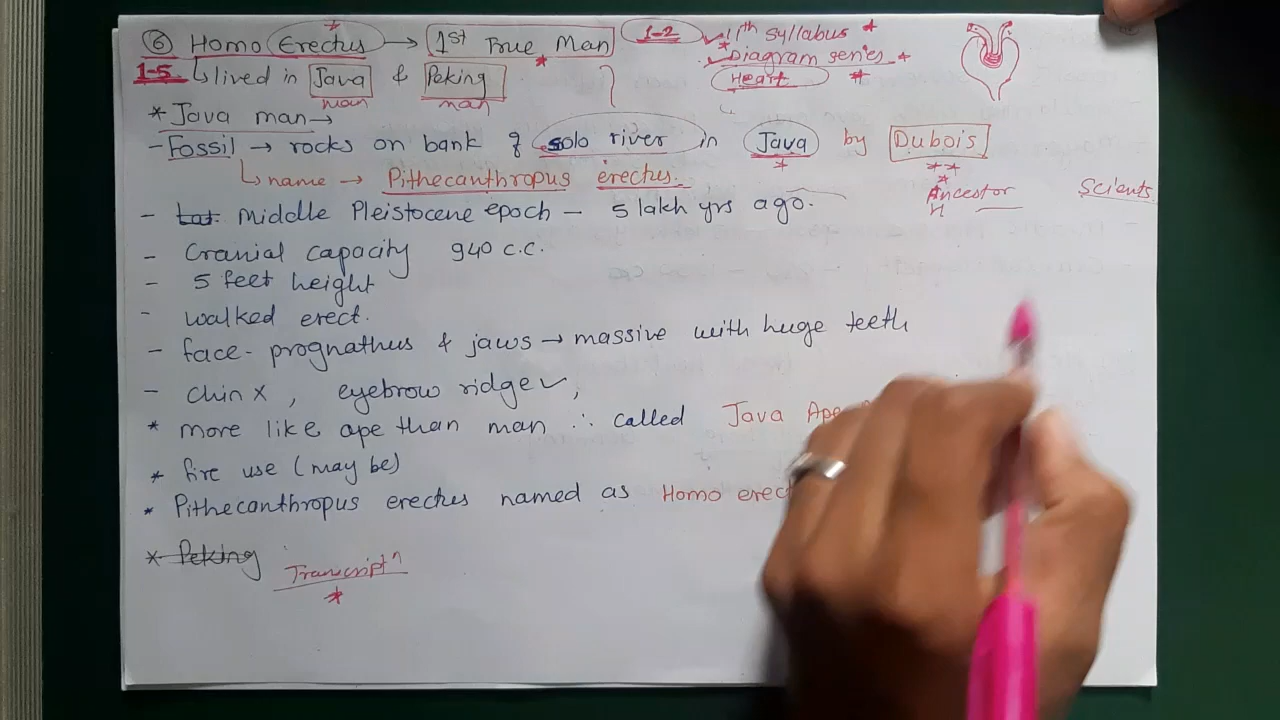 ⑥ Homo Erectus → 1st True Man 1-2 ✓ 11th Syllabus *
✓ Diagram series *
Heart *
1-5 ↳ lived in Java & Peking
man man
* Java man →
- Fossil → rocks on bank of solo river in Java by Dubois
↳ name → Pithecanthropus erectus.
Ancestor Scients
- Lat. Middle Pleistocene epoch - 5 lakh yrs ago.
- Cranial capacity 940 c.c.
- 5 feet height
- walked erect.
- face - prognathus & jaws → massive with huge teeth
- chin x, eyebrow ridge ✓,
* more like ape than man ∴ called Java Ape
* fire use (may be)
* Pithecanthropus erectus named as Homo erect
* Peking
Transcriptn
*